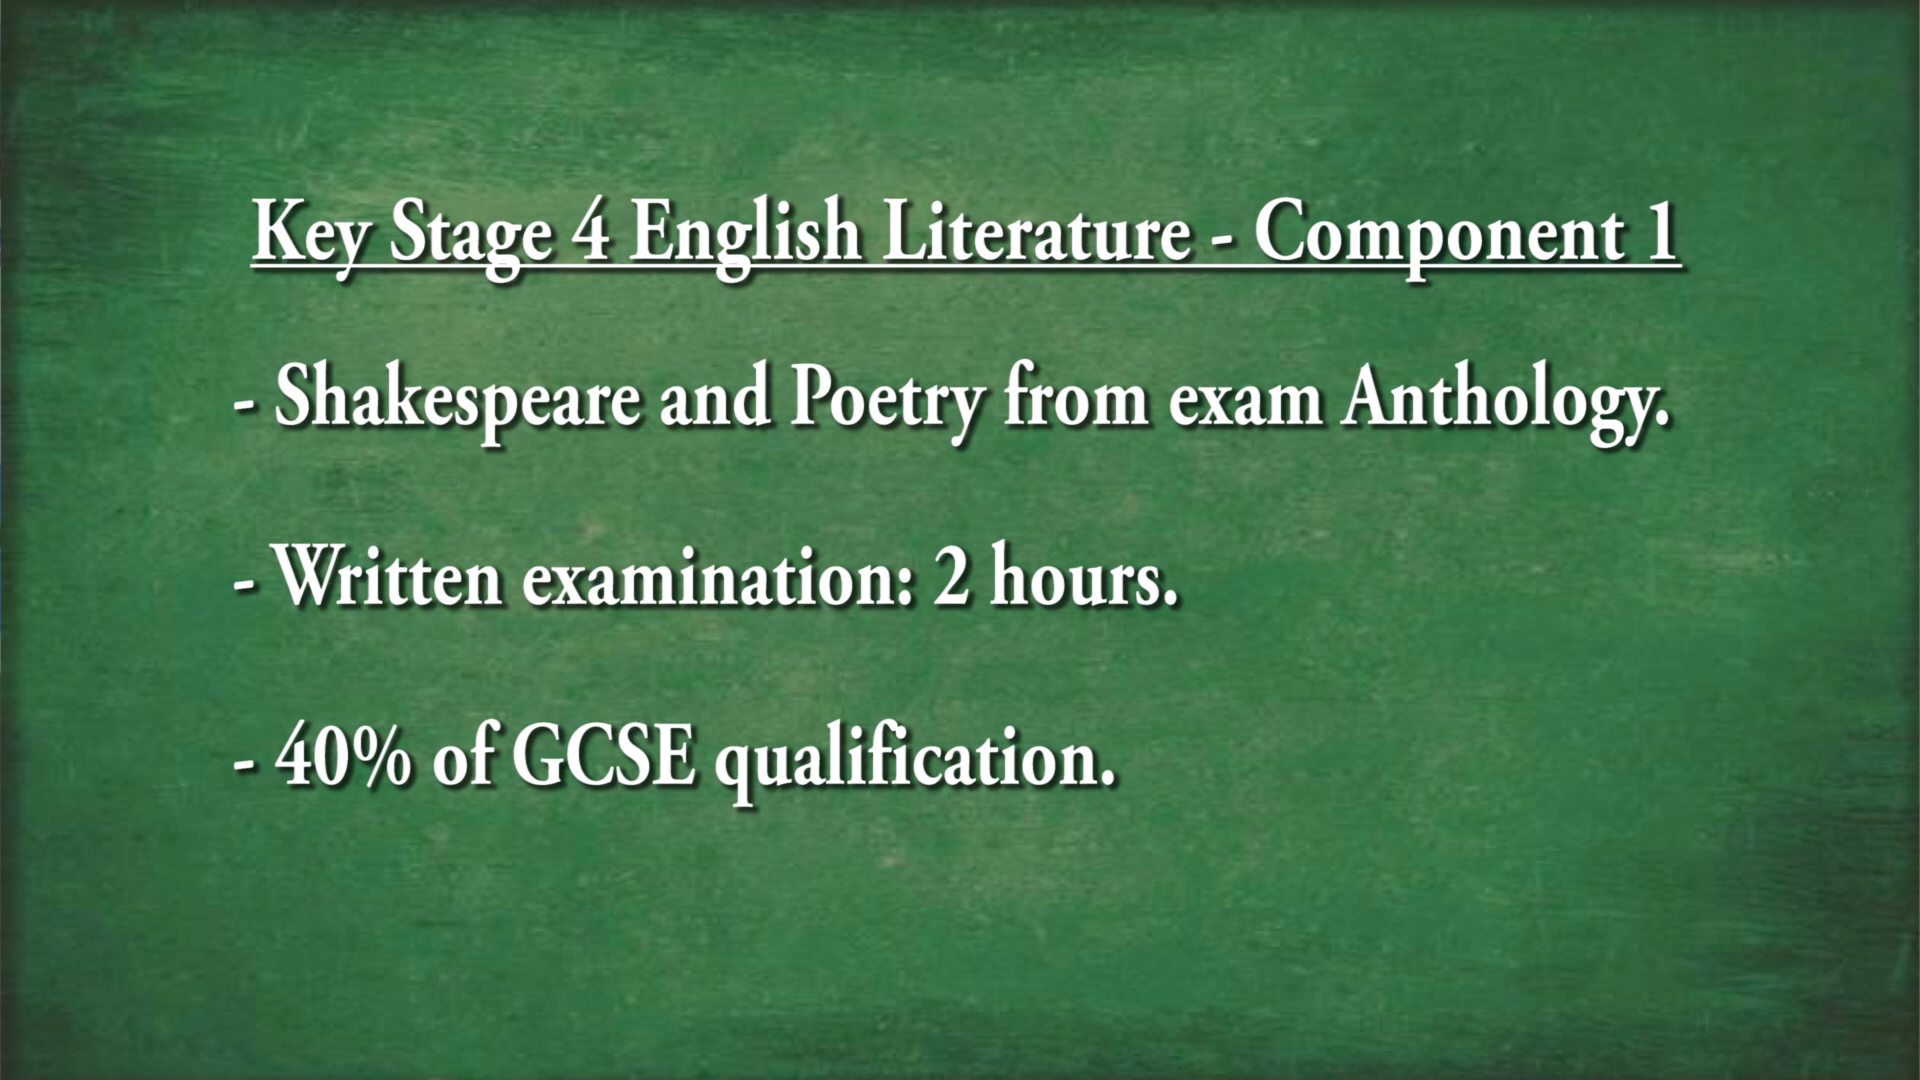 Key Stage 4 English Literature - Component 1
- Shakespeare and Poetry from exam Anthology.
- Written examination: 2 hours.
- 40% of GCSE qualification.